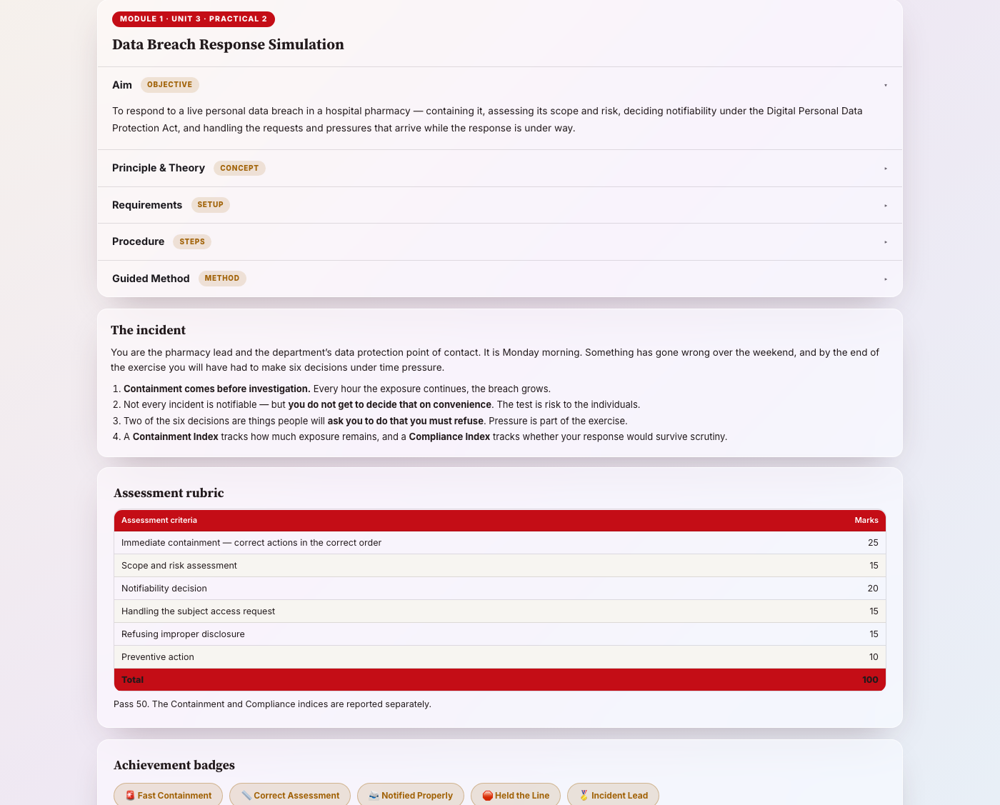 MODULE 1 · UNIT 3 · PRACTICAL 2
Data Breach Response Simulation
Aim OBJECTIVE
To respond to a live personal data breach in a hospital pharmacy — containing it, assessing its scope and risk, deciding notifiability under the Digital Personal Data
Protection Act, and handling the requests and pressures that arrive while the response is under way.
Principle & Theory CONCEPT
Requirements SETUP
Procedure STEPS
Guided Method METHOD
The incident
You are the pharmacy lead and the department’s data protection point of contact. It is Monday morning. Something has gone wrong over the weekend, and by the end of
the exercise you will have had to make six decisions under time pressure.
1. Containment comes before investigation. Every hour the exposure continues, the breach grows.
2. Not every incident is notifiable — but you do not get to decide that on convenience. The test is risk to the individuals.
3. Two of the six decisions are things people will ask you to do that you must refuse. Pressure is part of the exercise.
4. A Containment Index tracks how much exposure remains, and a Compliance Index tracks whether your response would survive scrutiny.
Assessment rubric
Assessment criteria Marks
Immediate containment — correct actions in the correct order 25
Scope and risk assessment 15
Notifiability decision 20
Handling the subject access request 15
Refusing improper disclosure 15
Preventive action 10
Total 100
Pass 50. The Containment and Compliance indices are reported separately.
Achievement badges
🚨 Fast Containment 📏 Correct Assessment 📨 Notified Properly 🛑 Held the Line 🏅 Incident Lead